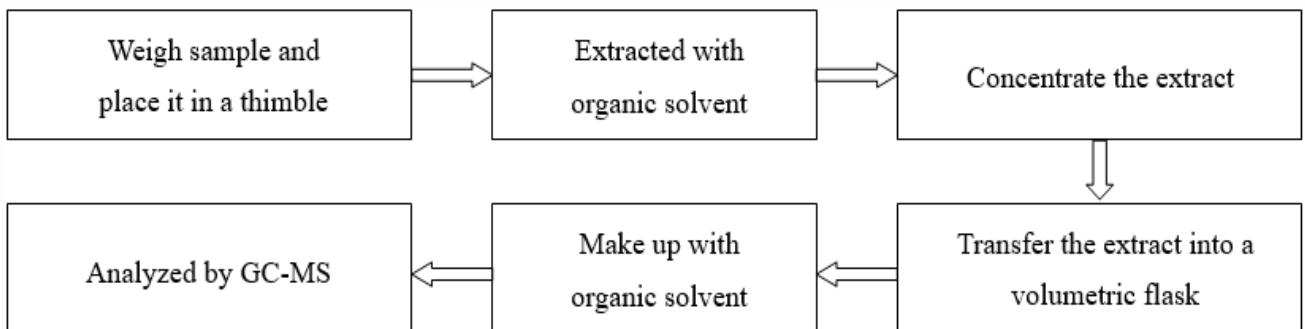 Weigh sample and
place it in a thimble
Extracted with
organic solvent
Concentrate the extract
Transfer the extract into a
volumetric flask
Make up with
organic solvent
Analyzed by GC-MS